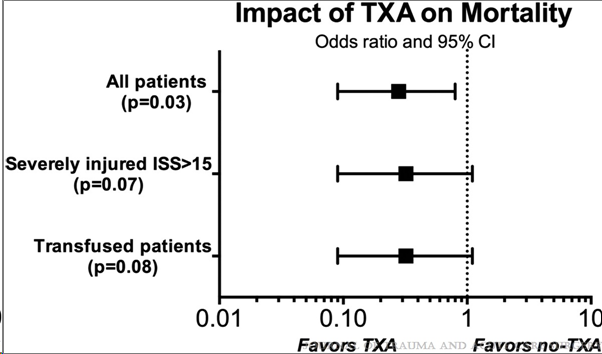 Impact of TXA on Mortality
Odds ratio and 95% CI
All patients
(p=0.03)
Severely injured ISS>15
(p=0.07)
Transfused patients
(p=0.08)
0.01 0.10 1 10
Favors TXA Favors no-TXA